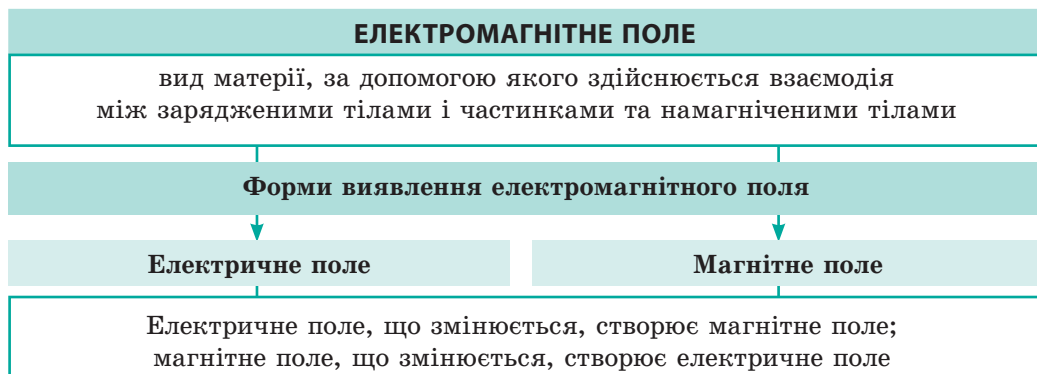 ЕЛЕКТРОМАГНІТНЕ ПОЛЕ
вид матерії, за допомогою якого здійснюється взаємодія
між зарядженими тілами і частинками та намагніченими тілами
Форми виявлення електромагнітного поля
Електричне поле
Магнітне поле
Електричне поле, що змінюється, створює магнітне поле;
магнітне поле, що змінюється, створює електричне поле